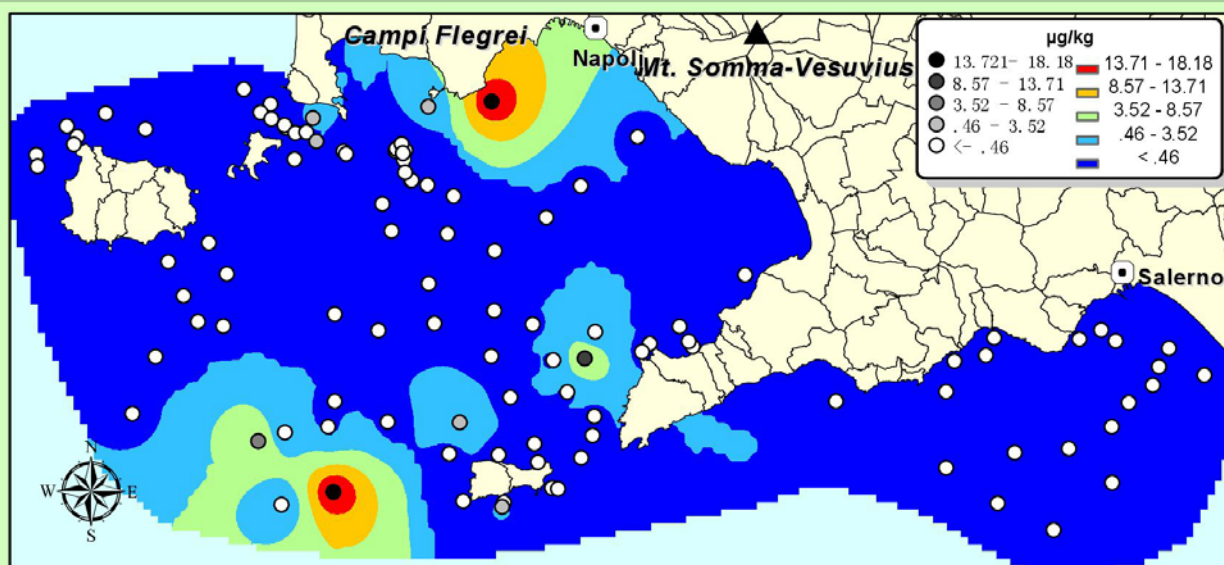 Campi Flegrei
Napoli
Mt. Somma-Vesuvius
µg/kg
13.721- 18.18
8.57 - 13.71
3.52 - 8.57
.46 - 3.52
<- .46
13.71 - 18.18
8.57 - 13.71
3.52 - 8.57
.46 - 3.52
< .46
Salerno
N
W E
S